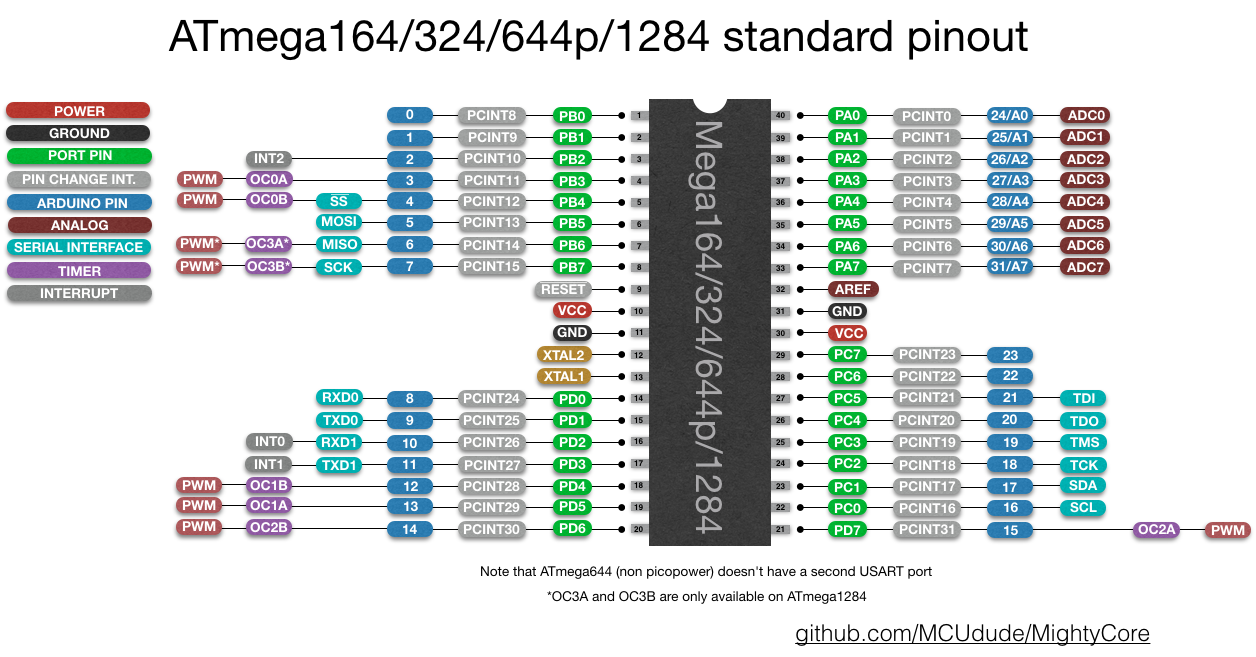 ATmega164/324/644p/1284 standard pinout
POWER
GROUND
PORT PIN
PIN CHANGE INT.
ARDUINO PIN
ANALOG
SERIAL INTERFACE
TIMER
INTERRUPT
0 PCINT8 PB0 1
1 PCINT9 PB1 2
INT2 2 PCINT10 PB2 3
PWM OC0A 3 PCINT11 PB3 4
PWM OC0B SS 4 PCINT12 PB4 5
MOSI 5 PCINT13 PB5 6
PWM* OC3A* MISO 6 PCINT14 PB6 7
PWM* OC3B* SCK 7 PCINT15 PB7 8
RESET 9
VCC 10
GND 11
XTAL2 12
XTAL1 13
RXD0 8 PCINT24 PD0 14
TXD0 9 PCINT25 PD1 15
INT0 RXD1 10 PCINT26 PD2 16
INT1 TXD1 11 PCINT27 PD3 17
PWM OC1B 12 PCINT28 PD4 18
PWM OC1A 13 PCINT29 PD5 19
PWM OC2B 14 PCINT30 PD6 20
Mega164/324/644p/1284
40 PA0 PCINT0 24/A0 ADC0
39 PA1 PCINT1 25/A1 ADC1
38 PA2 PCINT2 26/A2 ADC2
37 PA3 PCINT3 27/A3 ADC3
36 PA4 PCINT4 28/A4 ADC4
35 PA5 PCINT5 29/A5 ADC5
34 PA6 PCINT6 30/A6 ADC6
33 PA7 PCINT7 31/A7 ADC7
32 AREF
31 GND
30 VCC
29 PC7 PCINT23 23
28 PC6 PCINT22 22
27 PC5 PCINT21 21 TDI
26 PC4 PCINT20 20 TDO
25 PC3 PCINT19 19 TMS
24 PC2 PCINT18 18 TCK
23 PC1 PCINT17 17 SDA
22 PC0 PCINT16 16 SCL
21 PD7 PCINT31 15 OC2A PWM
Note that ATmega644 (non picopower) doesn't have a second USART port
*OC3A and OC3B are only available on ATmega1284
github.com/MCUdude/MightyCore